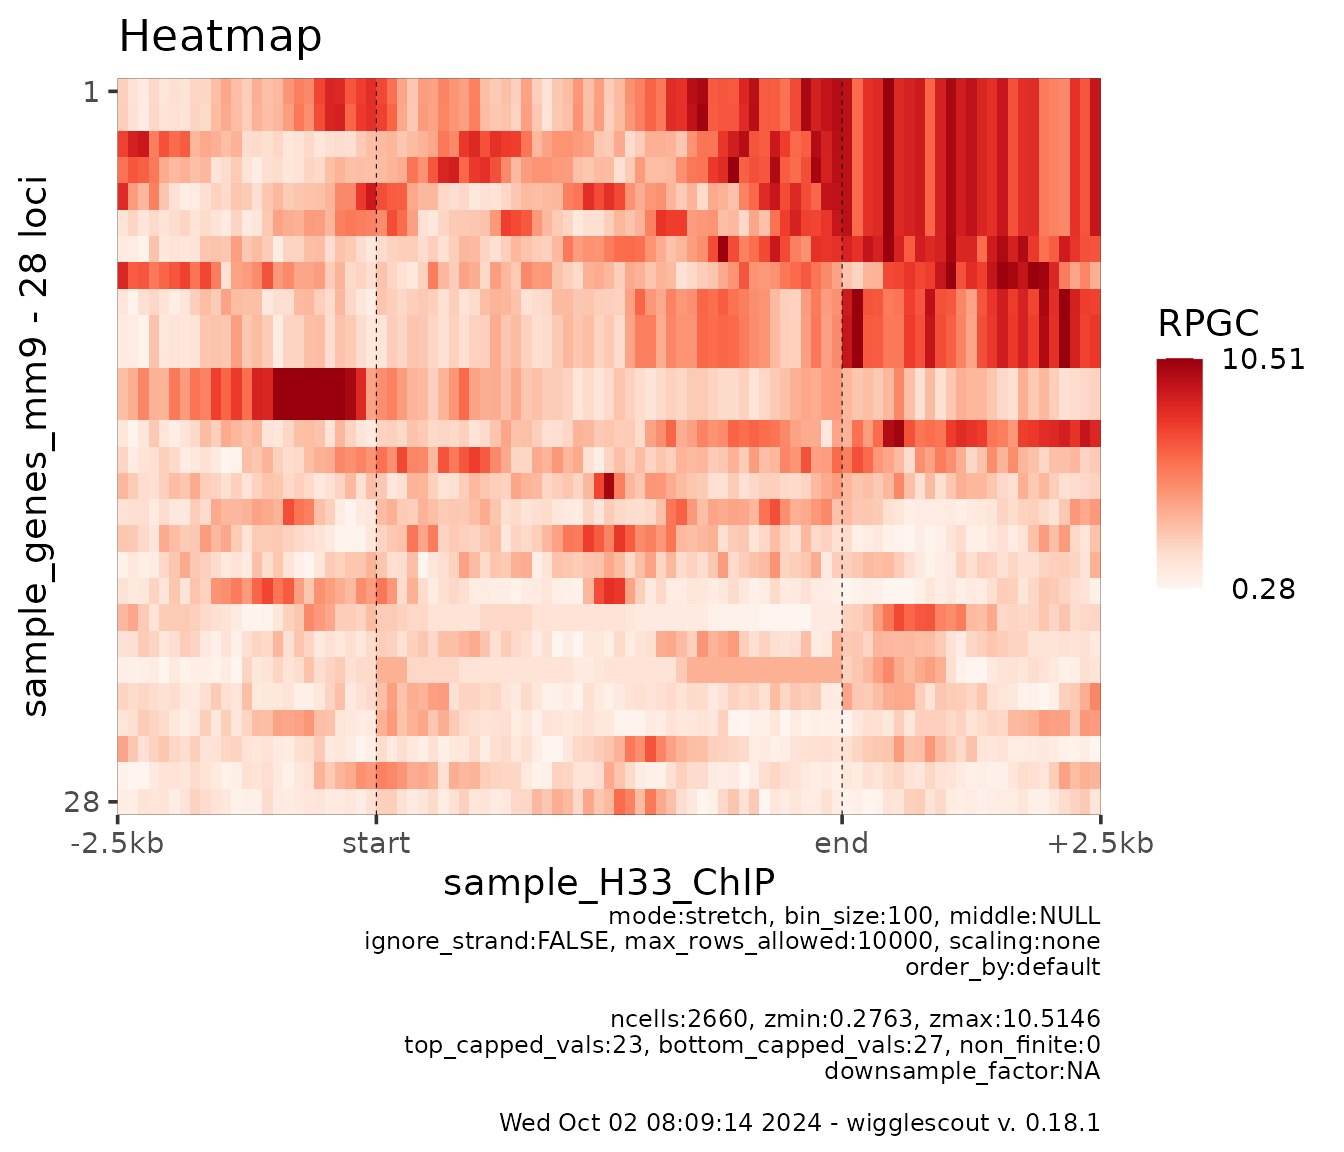 Heatmap
1
sample_genes_mm9 - 28 loci
28
-2.5kb
start
end
+2.5kb
sample_H33_ChIP
RPGC
10.51
0.28
mode:stretch, bin_size:100, middle:NULL
ignore_strand:FALSE, max_rows_allowed:10000, scaling:none
order_by:default
ncells:2660, zmin:0.2763, zmax:10.5146
top_capped_vals:23, bottom_capped_vals:27, non_finite:0
downsample_factor:NA
Wed Oct 02 08:09:14 2024 - wigglescout v. 0.18.1